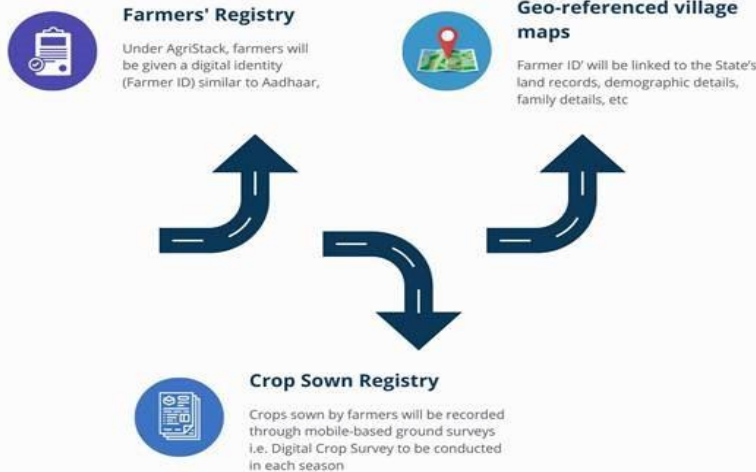 Farmers' Registry
Under AgriStack, farmers will
be given a digital identity
(Farmer ID) similar to Aadhaar,
Geo-referenced village
maps
Farmer ID' will be linked to the State's
land records, demographic details,
family details, etc
Crop Sown Registry
Crops sown by farmers will be recorded
through mobile-based ground surveys
i.e. Digital Crop Survey to be conducted
in each season